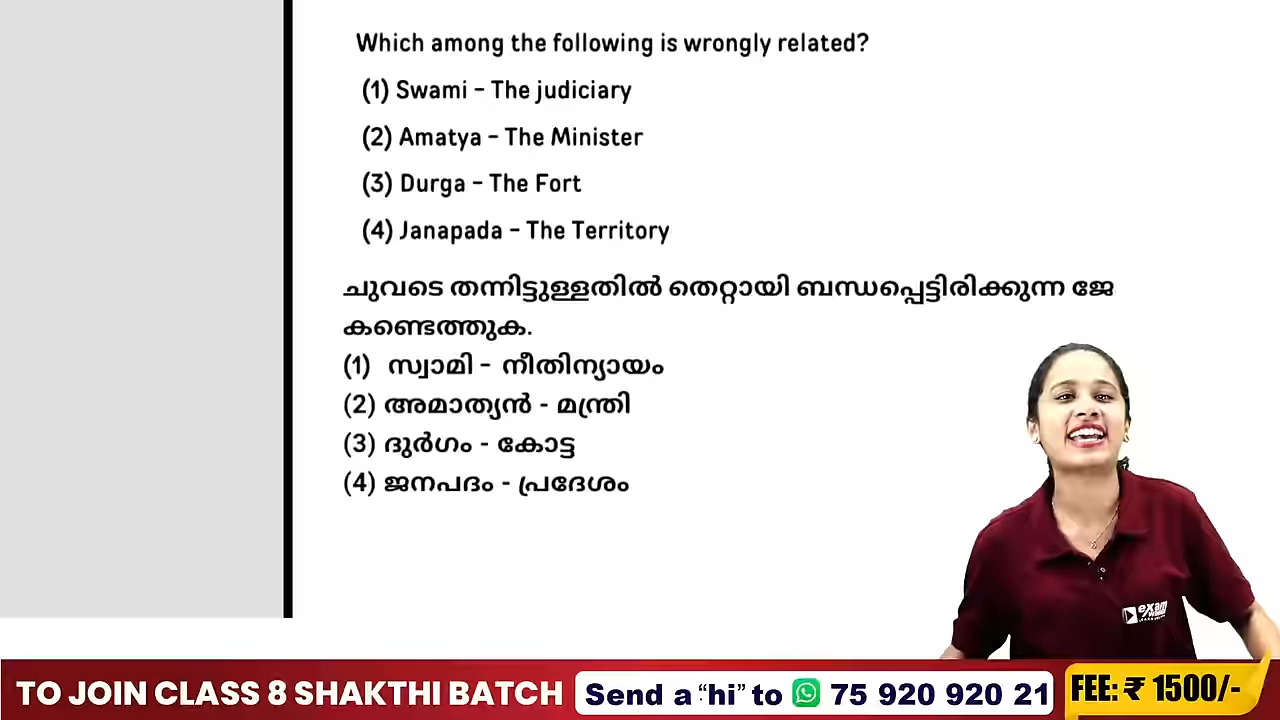 Which among the following is wrongly related?
(1) Swami - The judiciary
(2) Amatya - The Minister
(3) Durga - The Fort
(4) Janapada - The Territory
ചുവടെ തന്നിട്ടുള്ളതിൽ തെറ്റായി ബന്ധപ്പെട്ടിരിക്കുന്ന ജേ
കണ്ടെത്തുക.
(1) സ്വാമി - നീതിന്യായം
(2) അമാത്യൻ - മന്ത്രി
(3) ദുർഗം - കോട്ട
(4) ജനപദം - പ്രദേശം
exam
TO JOIN CLASS 8 SHAKTHI BATCH Send a “hi” to 75 920 920 21 FEE: ₹ 1500/-